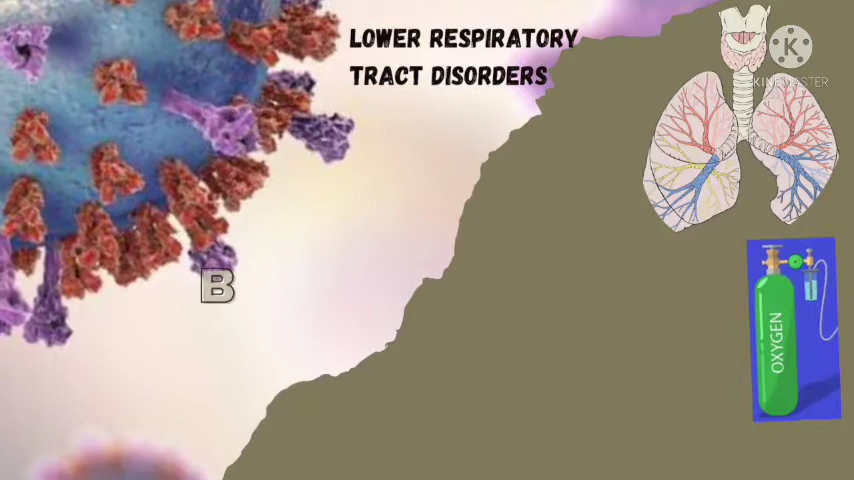 LOWER RESPIRATORY
TRACT DISORDERS
K
KINEMASTER
B
OXYGEN